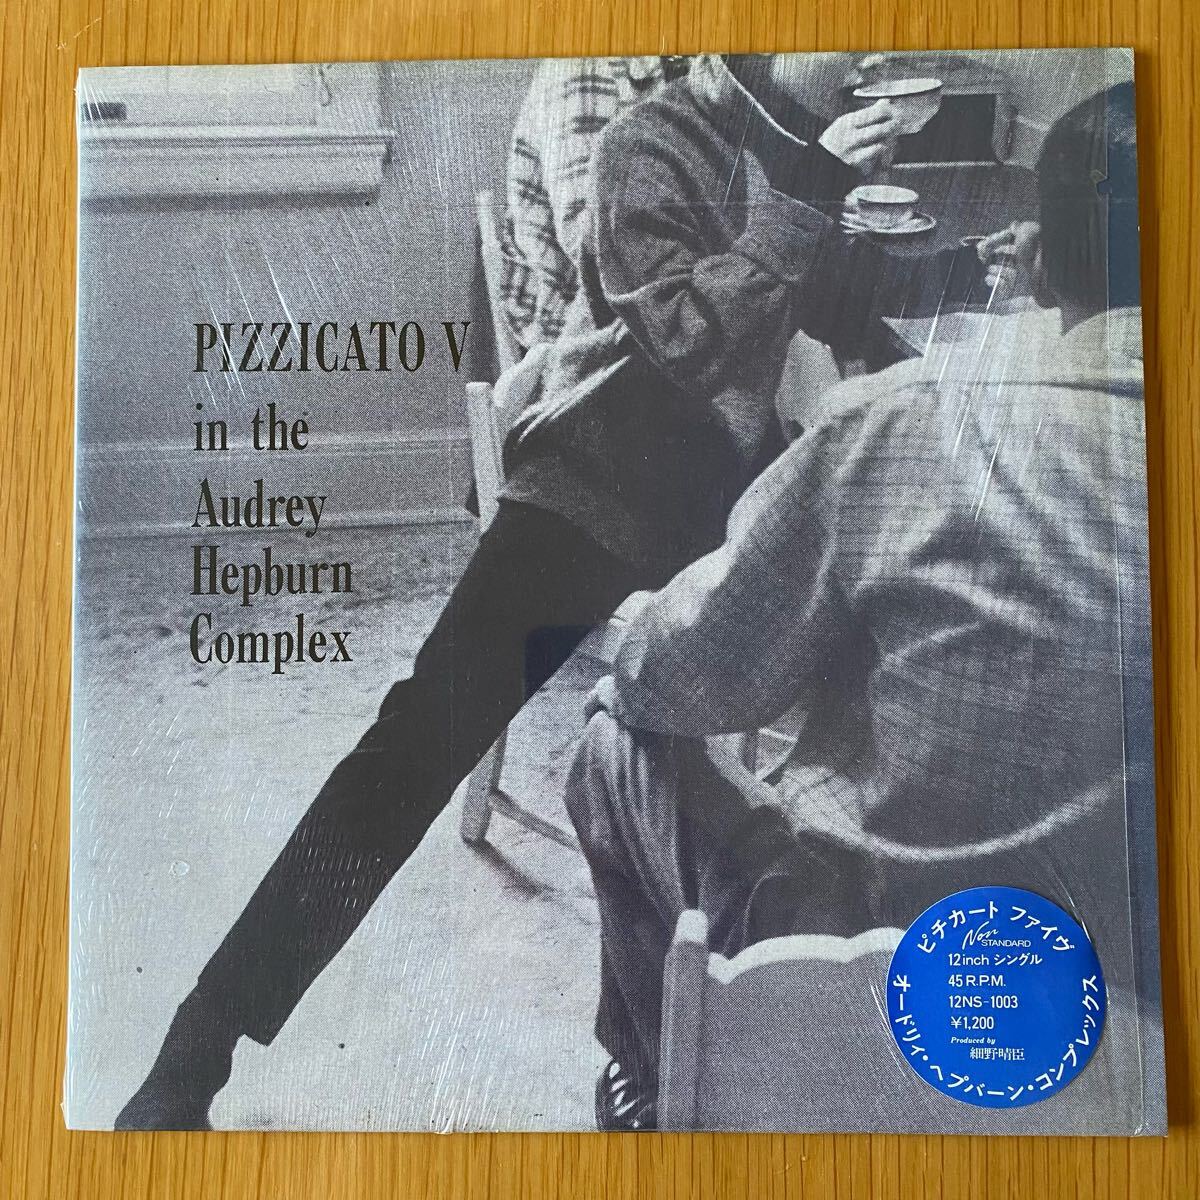 PIZZICATO V
in the
Audrey
Hepburn
Complex
ピチカート ファイヴ
Non
STANDARD
12inch シングル
45 R.P.M.
12NS-1003
¥1,200
Produced by
細野晴臣
オードリィ・ヘプバーン・コンプレックス